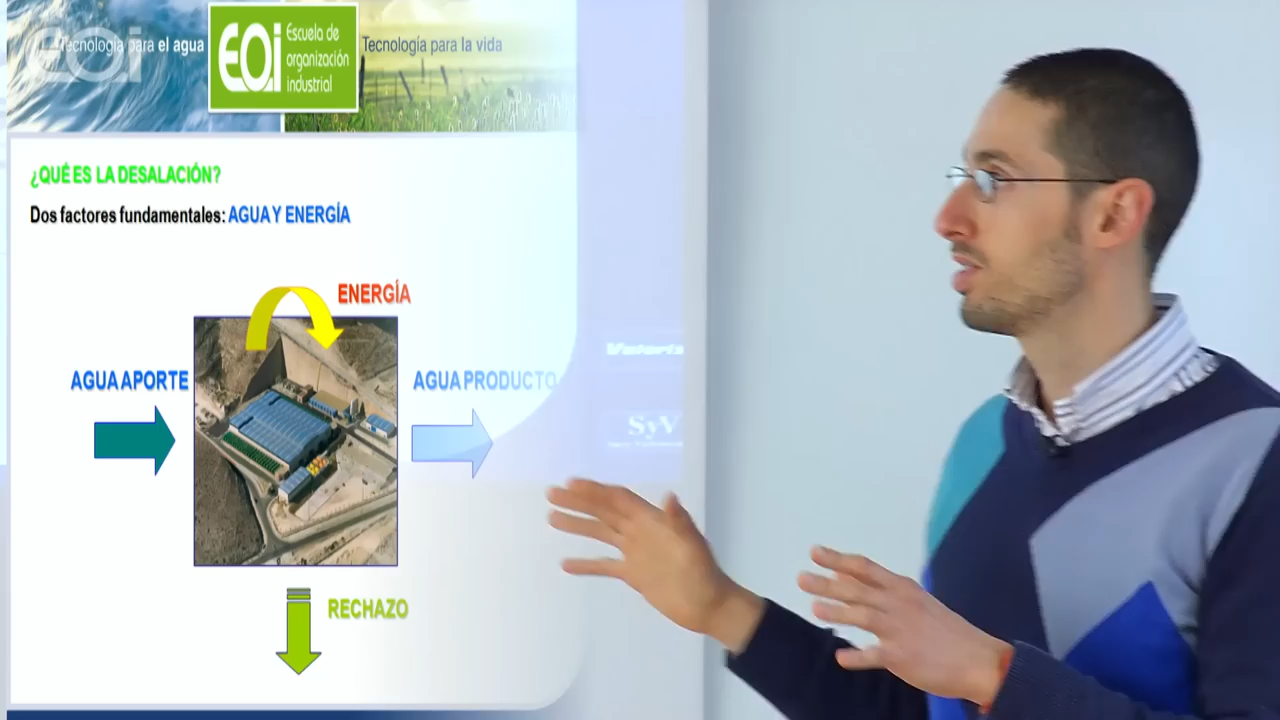 Tecnología para el agua
EOi
Escuela de
organización
industrial
Tecnología para la vida
EOi
¿QUÉ ES LA DESALACIÓN?
Dos factores fundamentales: AGUA Y ENERGÍA
ENERGÍA
AGUA APORTE
AGUA PRODUCTO
SyV
RECHAZO